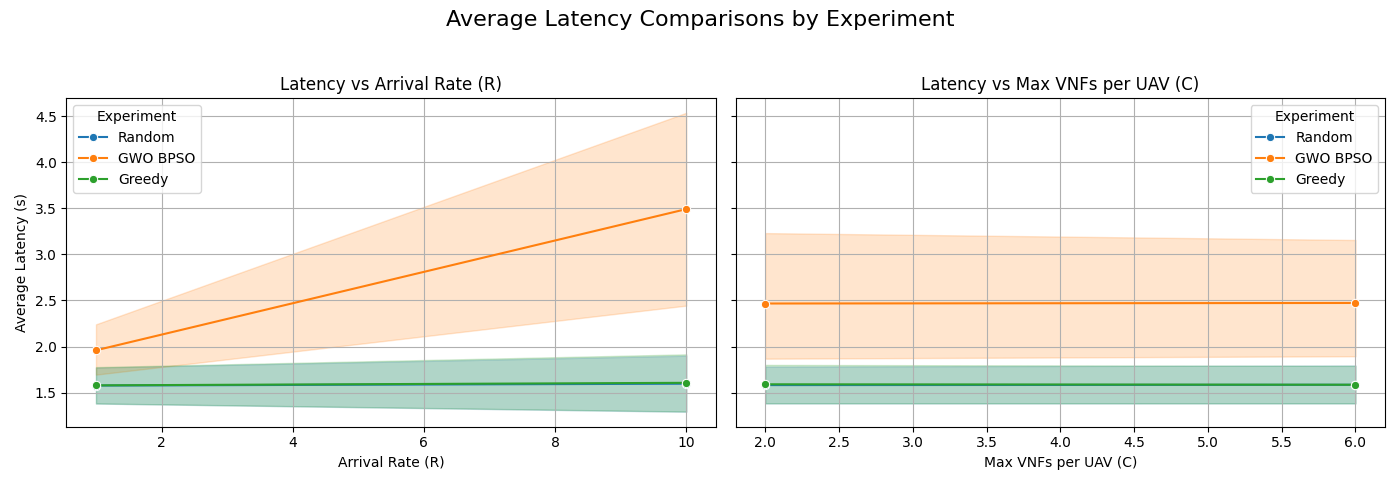 Average Latency Comparisons by Experiment
Latency vs Arrival Rate (R)
Experiment
Random
GWO BPSO
Greedy
Average Latency (s)
4.5
4.0
3.5
3.0
2.5
2.0
1.5
2 4 6 8 10
Arrival Rate (R)
Latency vs Max VNFs per UAV (C)
Experiment
Random
GWO BPSO
Greedy
2.0 2.5 3.0 3.5 4.0 4.5 5.0 5.5 6.0
Max VNFs per UAV (C)